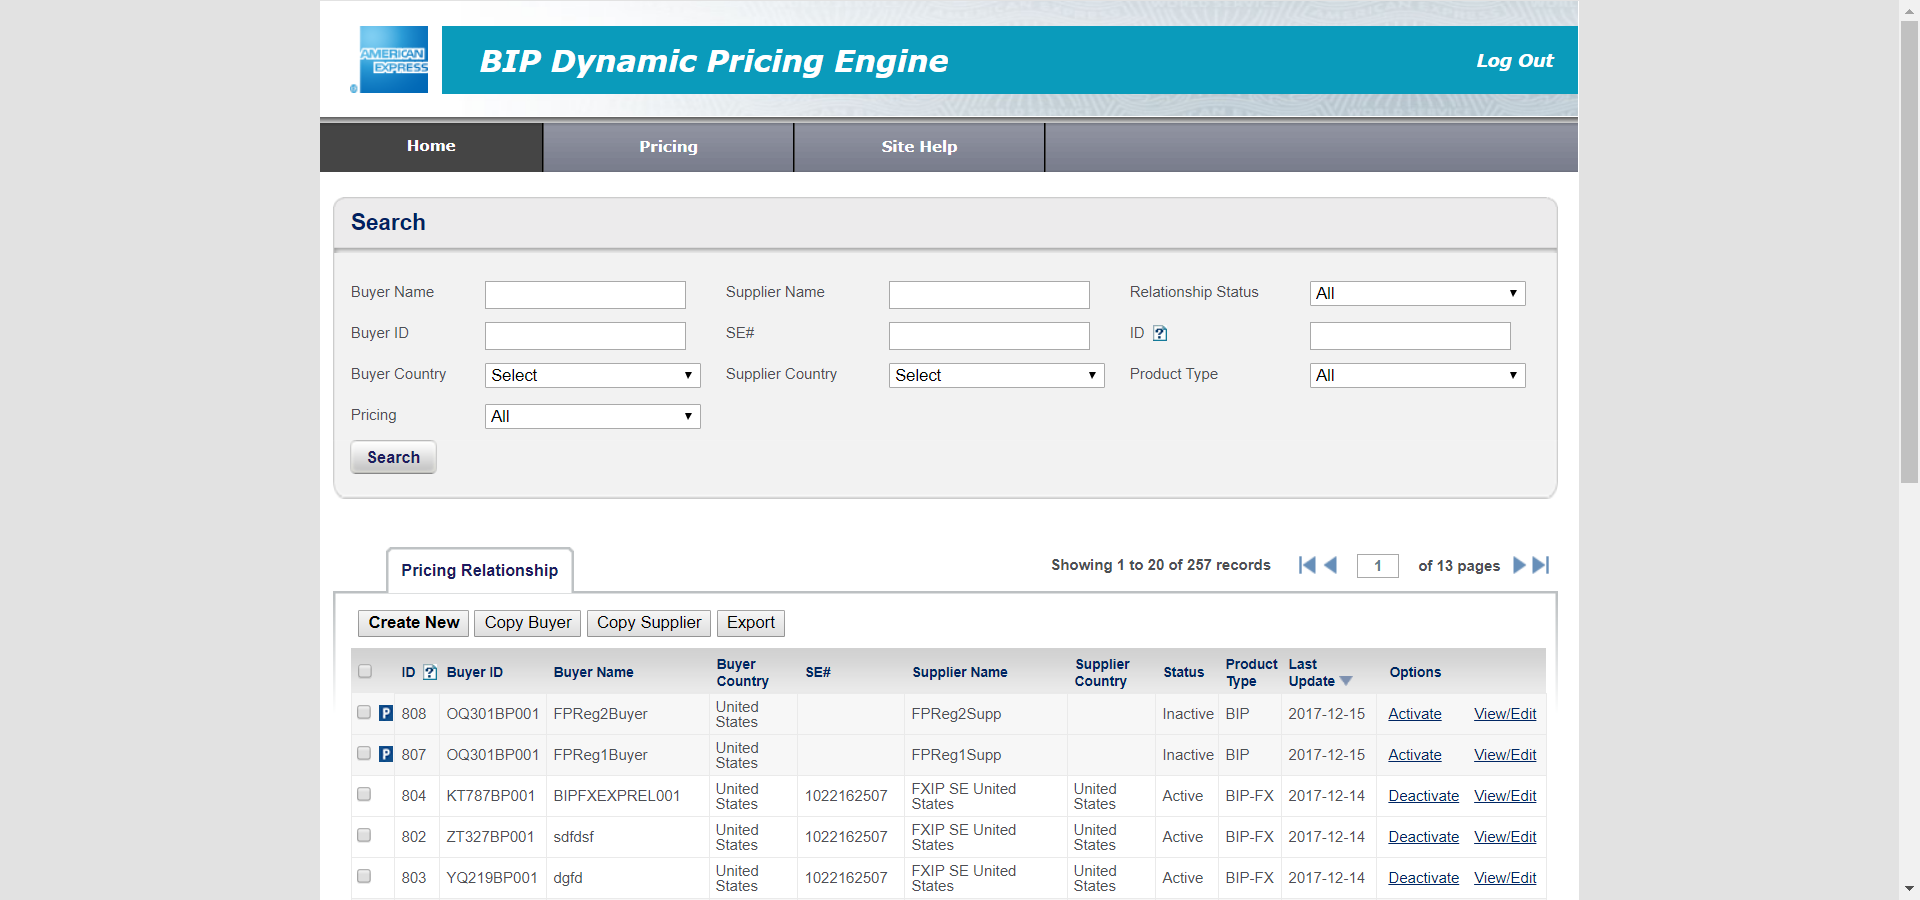 AMERICAN
EXPRESS
®
BIP Dynamic Pricing Engine
Log Out
Home
Pricing
Site Help
Search
Buyer Name
Supplier Name
Relationship Status
All
Buyer ID
SE#
ID ?
Buyer Country
Select
Supplier Country
Select
Product Type
All
Pricing
All
Search
Pricing Relationship
Showing 1 to 20 of 257 records
1
of 13 pages
Create New
Copy Buyer
Copy Supplier
Export
ID ? Buyer ID Buyer Name Buyer Country SE# Supplier Name Supplier Country Status Product Type Last Update Options
P 808 OQ301BP001 FPReg2Buyer United States FPReg2Supp Inactive BIP 2017-12-15 Activate View/Edit
P 807 OQ301BP001 FPReg1Buyer United States FPReg1Supp Inactive BIP 2017-12-15 Activate View/Edit
804 KT787BP001 BIPFXEXPREL001 United States 1022162507 FXIP SE United States United States Active BIP-FX 2017-12-14 Deactivate View/Edit
802 ZT327BP001 sdfdsf United States 1022162507 FXIP SE United States United States Active BIP-FX 2017-12-14 Deactivate View/Edit
803 YQ219BP001 dgfd United States 1022162507 FXIP SE United States United States Active BIP-FX 2017-12-14 Deactivate View/Edit